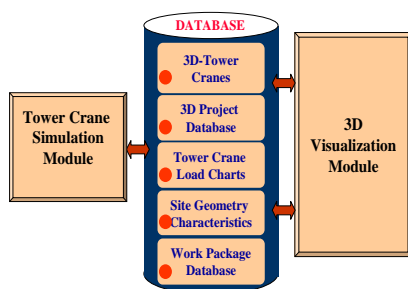 DATABASE
3D-Tower
Cranes
3D Project
Database
Tower Crane
Load Charts
Site Geometry
Characteristics
Work Package
Database
Tower Crane
Simulation
Module
3D
Visualization
Module